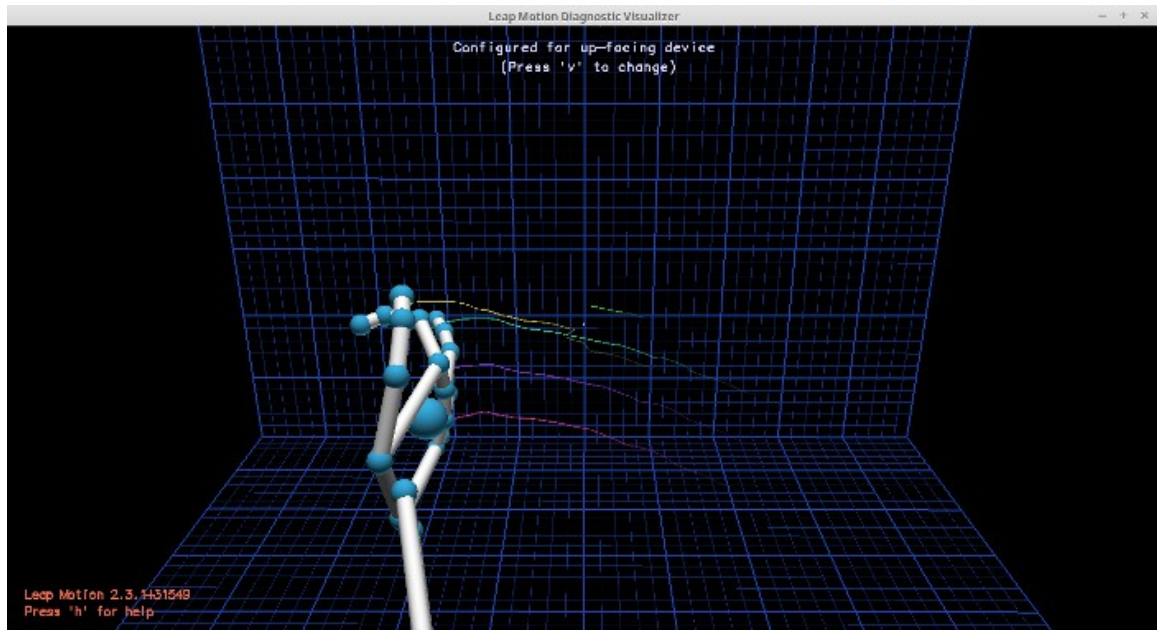 Leap Motion Diagnostic Visualizer
Configured for up-facing device
(Press 'v' to change)
Leap Motion 2.3.1+31549
Press 'h' for help